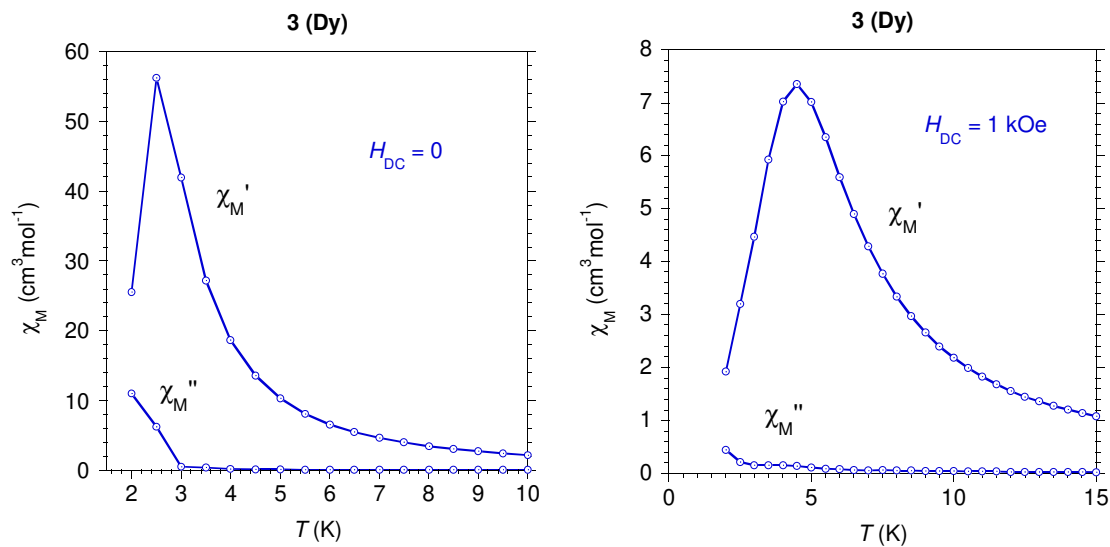 3 (Dy)
60
50
40
30
20
10
0
χM (cm3mol-1)
HDC = 0
χM'
χM"
2 3 4 5 6 7 8 9 10
T (K)
3 (Dy)
8
7
6
5
4
3
2
1
0
χM (cm3mol-1)
HDC = 1 kOe
χM'
χM"
0 5 10 15
T (K)